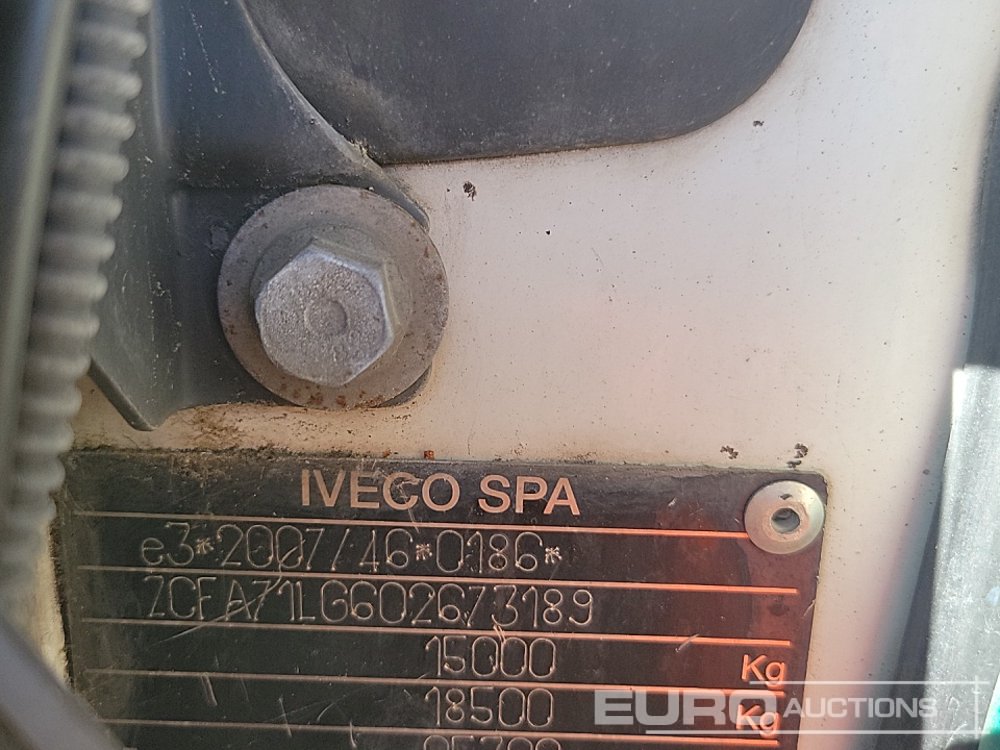 IVECO SPA
e3*2007/46*0186*
ZCFA71LG602673189
15000 Kg
18500 Kg
EURO AUCTIONS